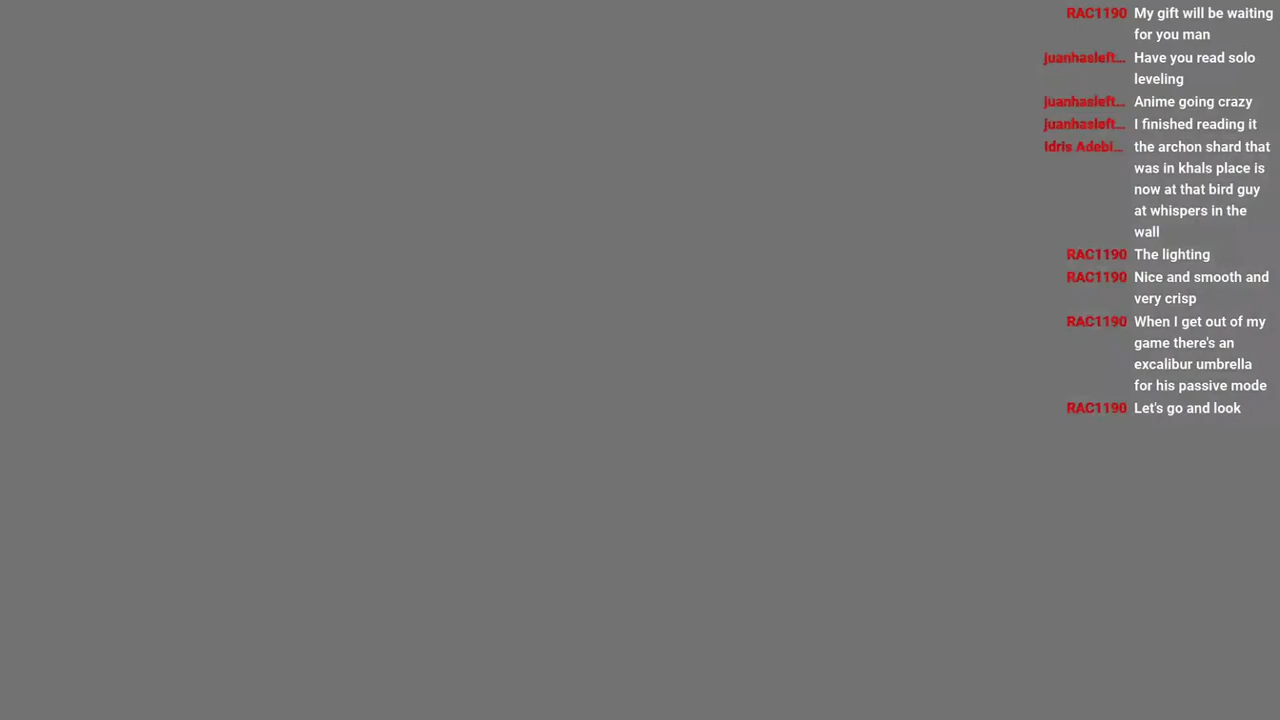 RAC1190 My gift will be waiting
for you man
juanhasleft… Have you read solo
leveling
juanhasleft… Anime going crazy
juanhasleft… I finished reading it
Idris Adebi… the archon shard that
was in khals place is
now at that bird guy
at whispers in the
wall
RAC1190 The lighting
RAC1190 Nice and smooth and
very crisp
RAC1190 When I get out of my
game there's an
excalibur umbrella
for his passive mode
RAC1190 Let's go and look